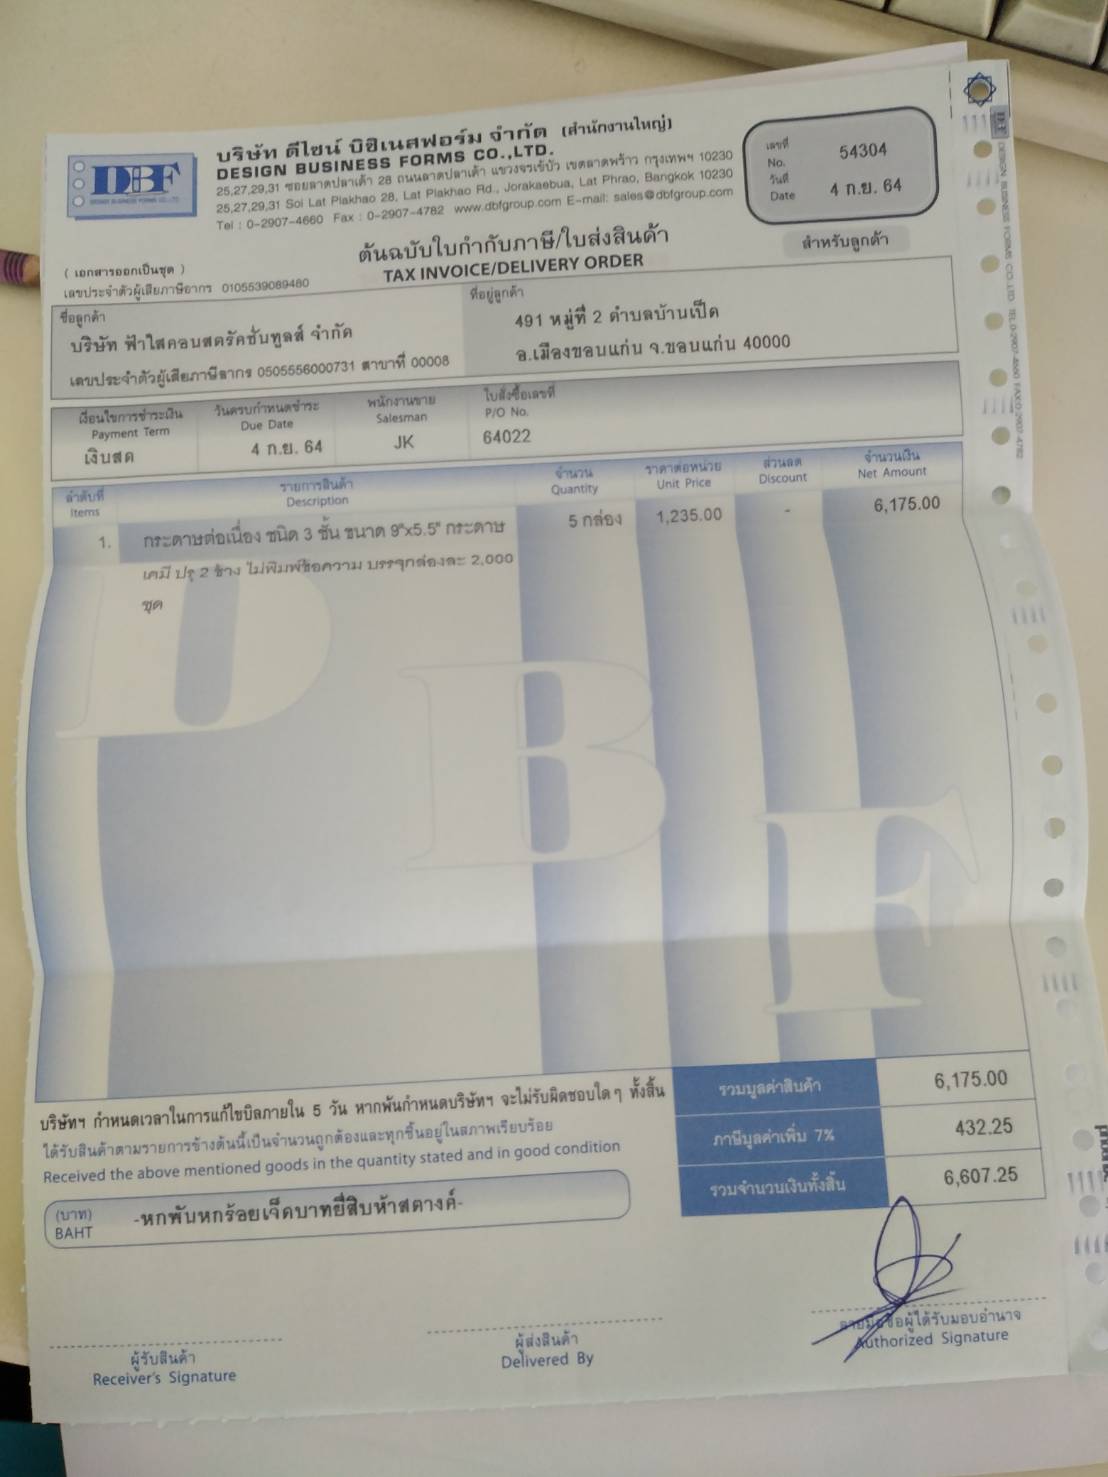 DBF
DESIGN BUSINESS FORMS CO.,LTD.
บริษัท ดีไซน์ บิซิเนสฟอร์ม จำกัด (สำนักงานใหญ่)
DESIGN BUSINESS FORMS CO.,LTD.
25,27,29,31 ซอยลาดปลาเค้า 28 ถนนลาดปลาเค้า แขวงจรเข้บัว เขตลาดพร้าว กรุงเทพฯ 10230
25,27,29,31 Soi Lat Plakhao 28, Lat Plakhao Rd., Jorakaebua, Lat Phrao, Bangkok 10230
Tel : 0-2907-4660 Fax : 0-2907-4782 www.dbfgroup.com E-mail: sales@dbfgroup.com
เลขที่
No. 54304
วันที่
Date 4 ก.ย. 64
ต้นฉบับใบกำกับภาษี/ใบส่งสินค้า
TAX INVOICE/DELIVERY ORDER
สำหรับลูกค้า
( เอกสารออกเป็นชุด )
เลขประจำตัวผู้เสียภาษีอากร 0105539089480
ชื่อลูกค้า
บริษัท ฟ้าใสคอนสตรัคชั่นทูลส์ จำกัด
เลขประจำตัวผู้เสียภาษีอากร 0505556000731 สาขาที่ 00008
ที่อยู่ลูกค้า
491 หมู่ที่ 2 ตำบลบ้านเป็ด
อ.เมืองขอนแก่น จ.ขอนแก่น 40000
เงื่อนไขการชำระเงิน
Payment Term
เงินสด
วันครบกำหนดชำระ
Due Date
4 ก.ย. 64
พนักงานขาย
Salesman
JK
ใบสั่งซื้อเลขที่
P/O No.
64022
ลำดับที่ รายการสินค้า จำนวน ราคาต่อหน่วย ส่วนลด จำนวนเงิน
Items Description Quantity Unit Price Discount Net Amount
1. กระดาษต่อเนื่อง ชนิด 3 ชั้น ขนาด 9"x5.5" กระดาษ 5 กล่อง 1,235.00 - 6,175.00
เคมี ปรุ 2 ข้าง ไม่พิมพ์ข้อความ บรรจุกล่องละ 2,000
ชุด
DBF
บริษัทฯ กำหนดเวลาในการแก้ไขบิลภายใน 5 วัน หากพ้นกำหนดบริษัทฯ จะไม่รับผิดชอบใดๆ ทั้งสิ้น
ได้รับสินค้าตามรายการข้างต้นนี้เป็นจำนวนถูกต้องและทุกชิ้นอยู่ในสภาพเรียบร้อย
Received the above mentioned goods in the quantity stated and in good condition
รวมมูลค่าสินค้า 6,175.00
ภาษีมูลค่าเพิ่ม 7% 432.25
รวมจำนวนเงินทั้งสิ้น 6,607.25
(บาท)
BAHT
-หกพันหกร้อยเจ็ดบาทยี่สิบห้าสตางค์-
ผู้รับสินค้า
Receiver's Signature
ผู้ส่งสินค้า
Delivered By
ลายมือชื่อผู้ได้รับมอบอำนาจ
Authorized Signature
DESIGN BUSINESS FORMS CO.,LTD. TEL.0-2907-4660 FAX.0-2907-4782